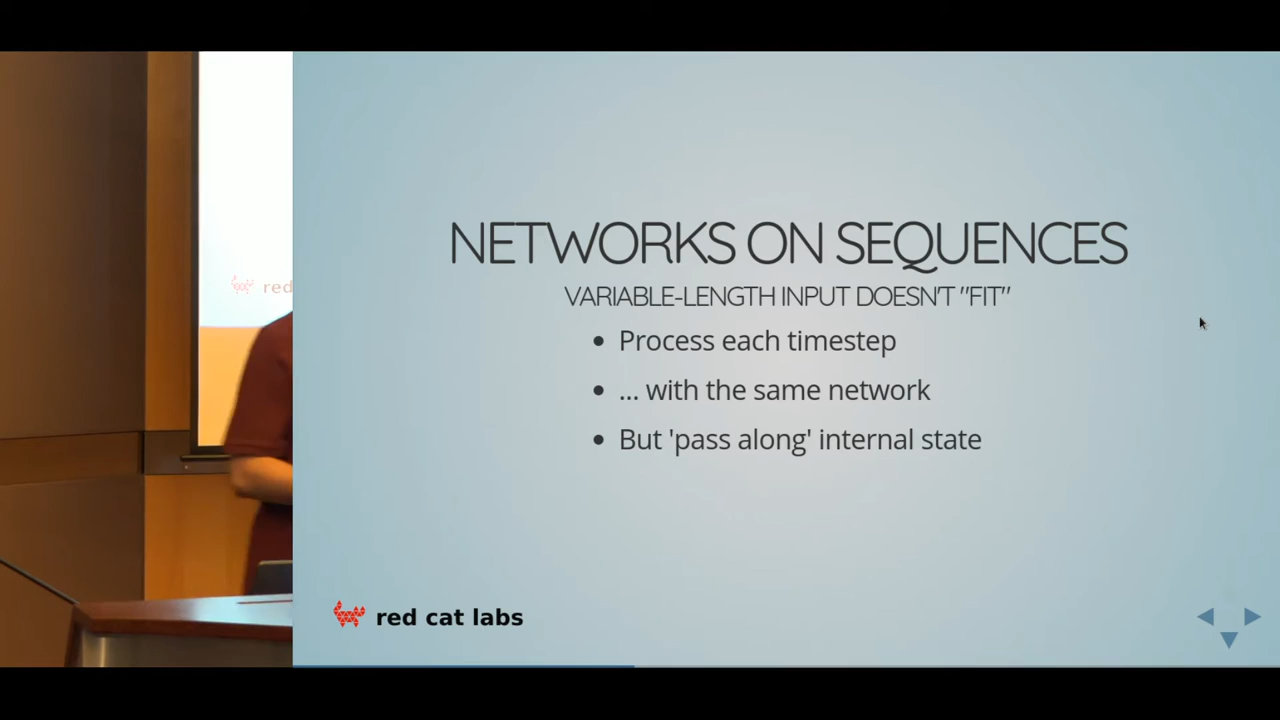 NETWORKS ON SEQUENCES
VARIABLE-LENGTH INPUT DOESN'T "FIT"
• Process each timestep
• ... with the same network
• But 'pass along' internal state
red cat labs
red